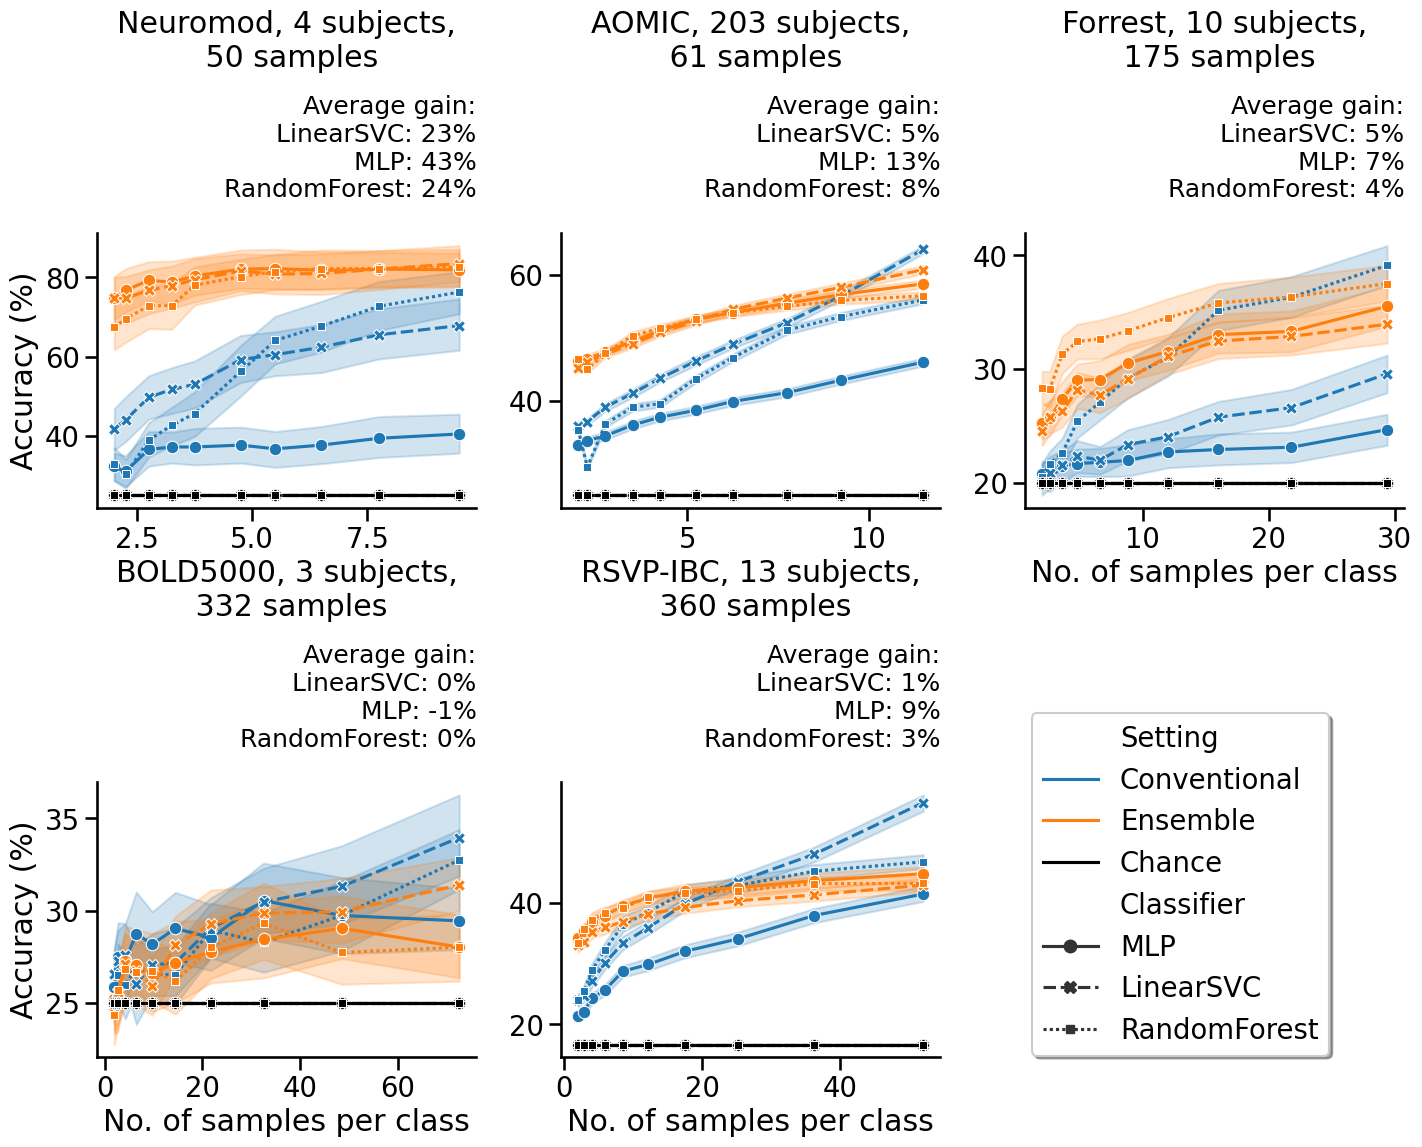 Neuromod, 4 subjects,
50 samples
Average gain:
LinearSVC: 23%
MLP: 43%
RandomForest: 24%
Accuracy (%)
80
60
40
2.5
5.0
7.5
AOMIC, 203 subjects,
61 samples
Average gain:
LinearSVC: 5%
MLP: 13%
RandomForest: 8%
60
40
5
10
Forrest, 10 subjects,
175 samples
Average gain:
LinearSVC: 5%
MLP: 7%
RandomForest: 4%
40
30
20
10
20
30
No. of samples per class
BOLD5000, 3 subjects,
332 samples
Average gain:
LinearSVC: 0%
MLP: -1%
RandomForest: 0%
Accuracy (%)
35
30
25
0
20
40
60
No. of samples per class
RSVP-IBC, 13 subjects,
360 samples
Average gain:
LinearSVC: 1%
MLP: 9%
RandomForest: 3%
40
20
0
20
40
No. of samples per class
Setting
Conventional
Ensemble
Chance
Classifier
MLP
LinearSVC
RandomForest